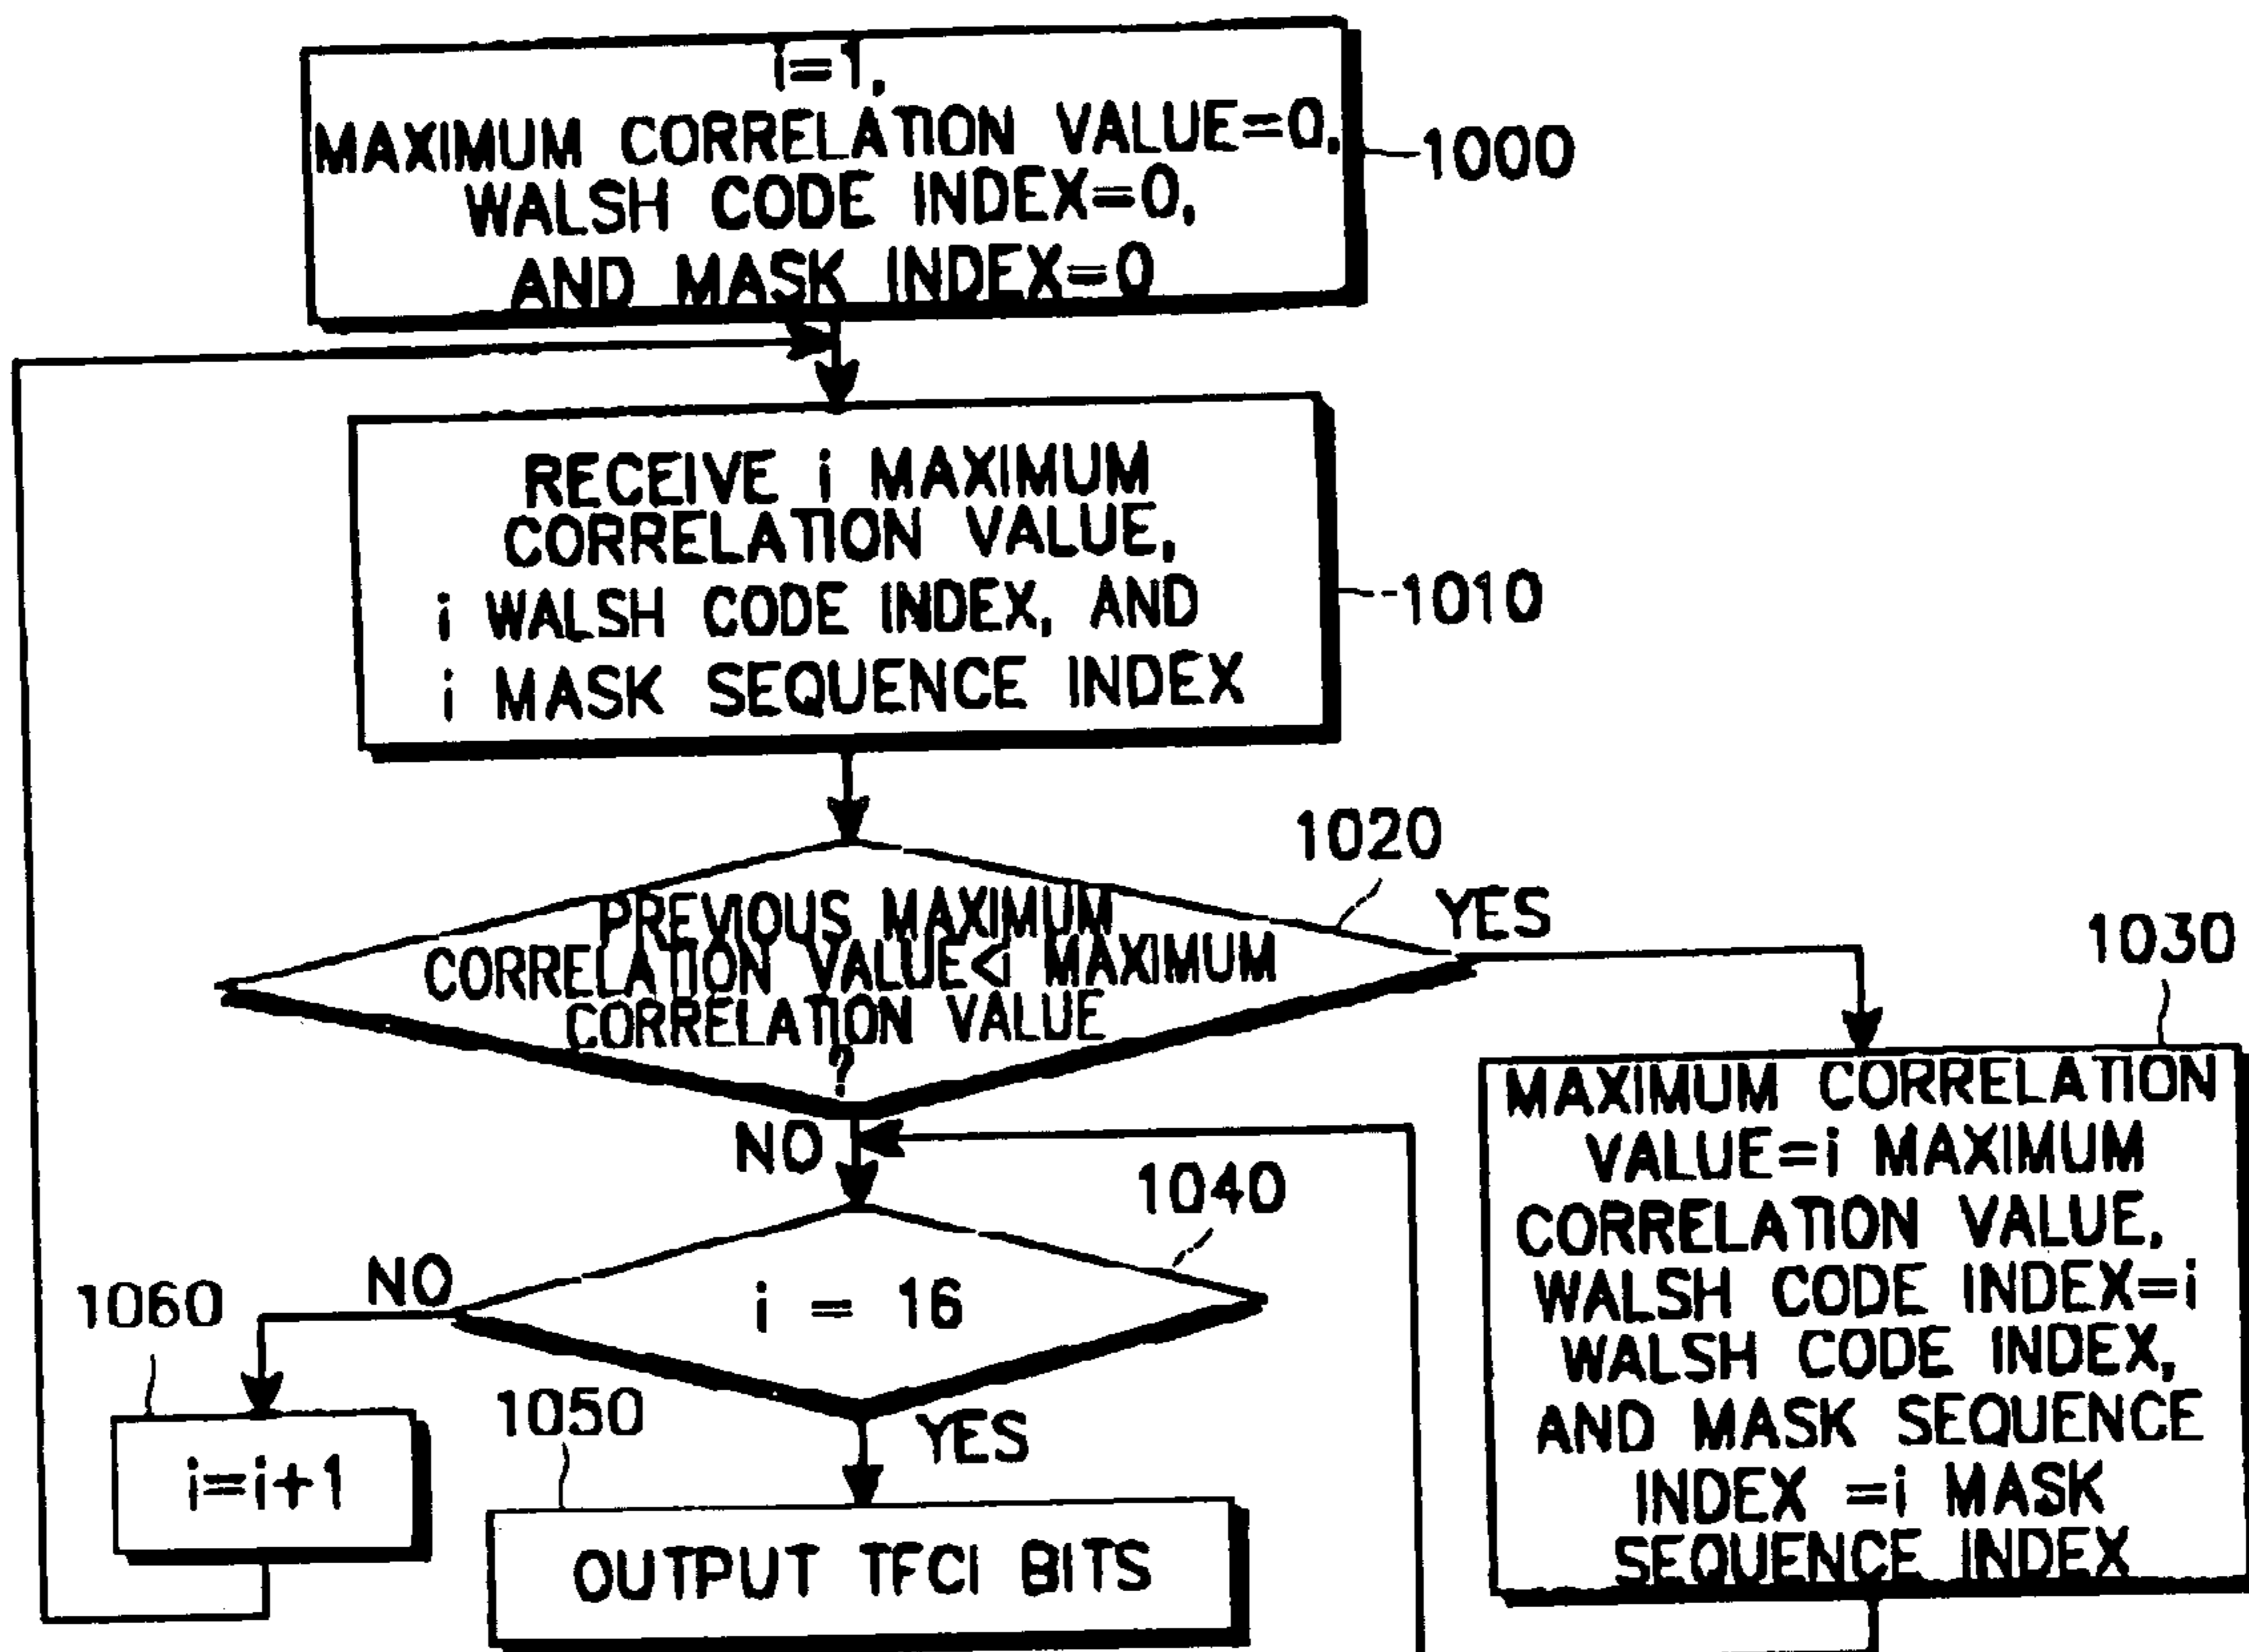 i=1,
MAXIMUM CORRELATION VALUE=0,
WALSH CODE INDEX=0,
AND MASK INDEX=0
1000
RECEIVE i MAXIMUM
CORRELATION VALUE,
i WALSH CODE INDEX, AND
i MASK SEQUENCE INDEX
1010
PREVIOUS MAXIMUM
CORRELATION VALUE<i MAXIMUM
CORRELATION VALUE
?
1020
YES
NO
1030
MAXIMUM CORRELATION
VALUE=i MAXIMUM
CORRELATION VALUE,
WALSH CODE INDEX=i
WALSH CODE INDEX,
AND MASK SEQUENCE
INDEX =i MASK
SEQUENCE INDEX
1040
i = 16
NO
YES
1060
i=i+1
1050
OUTPUT TFCI BITS